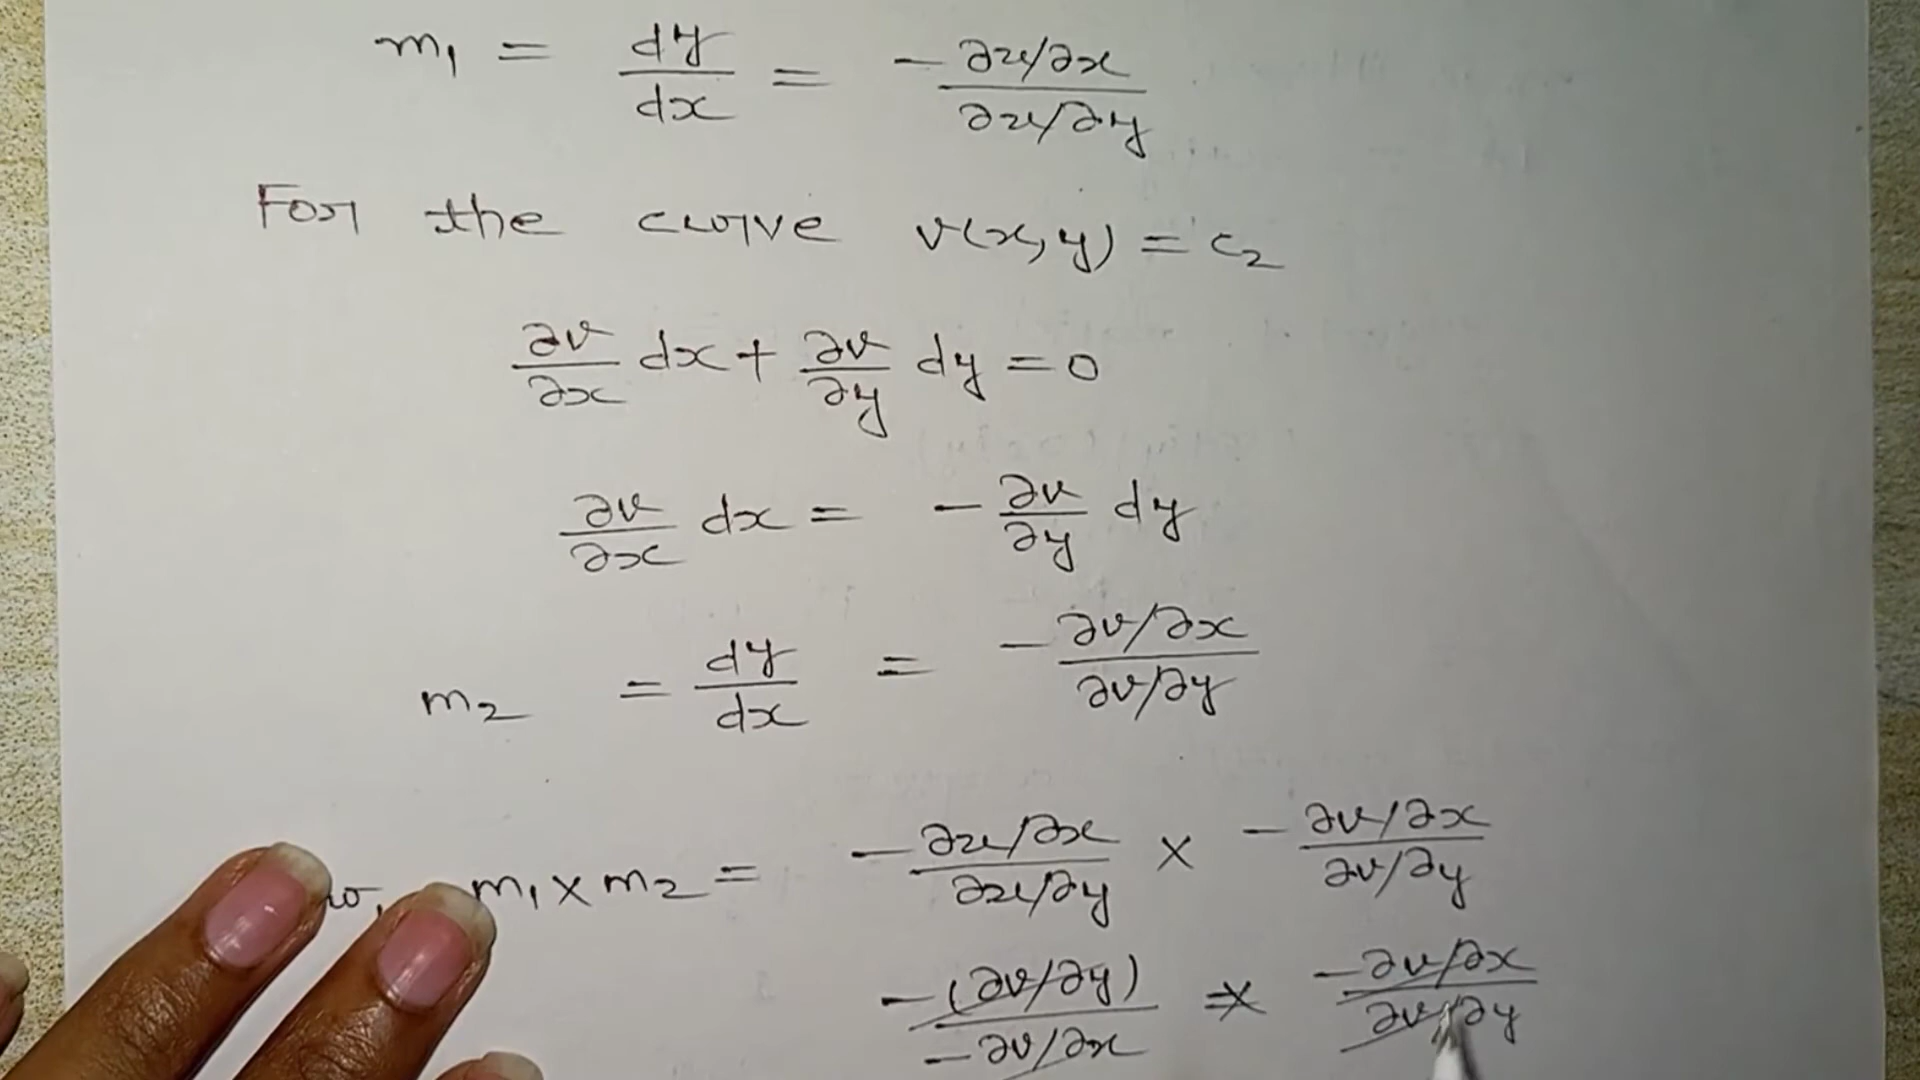 m₁ = dy/dx = - ∂u/∂x / ∂u/∂y
For the curve v(x,y) = c₂
∂v/∂x dx + ∂v/∂y dy = 0
∂v/∂x dx = - ∂v/∂y dy
m₂ = dy/dx = - ∂v/∂x / ∂v/∂y
m₁ × m₂ = - ∂u/∂x / ∂u/∂y × - ∂v/∂x / ∂v/∂y
-(∂v/∂y) / -∂v/∂x × -∂v/∂x / ∂v/∂y